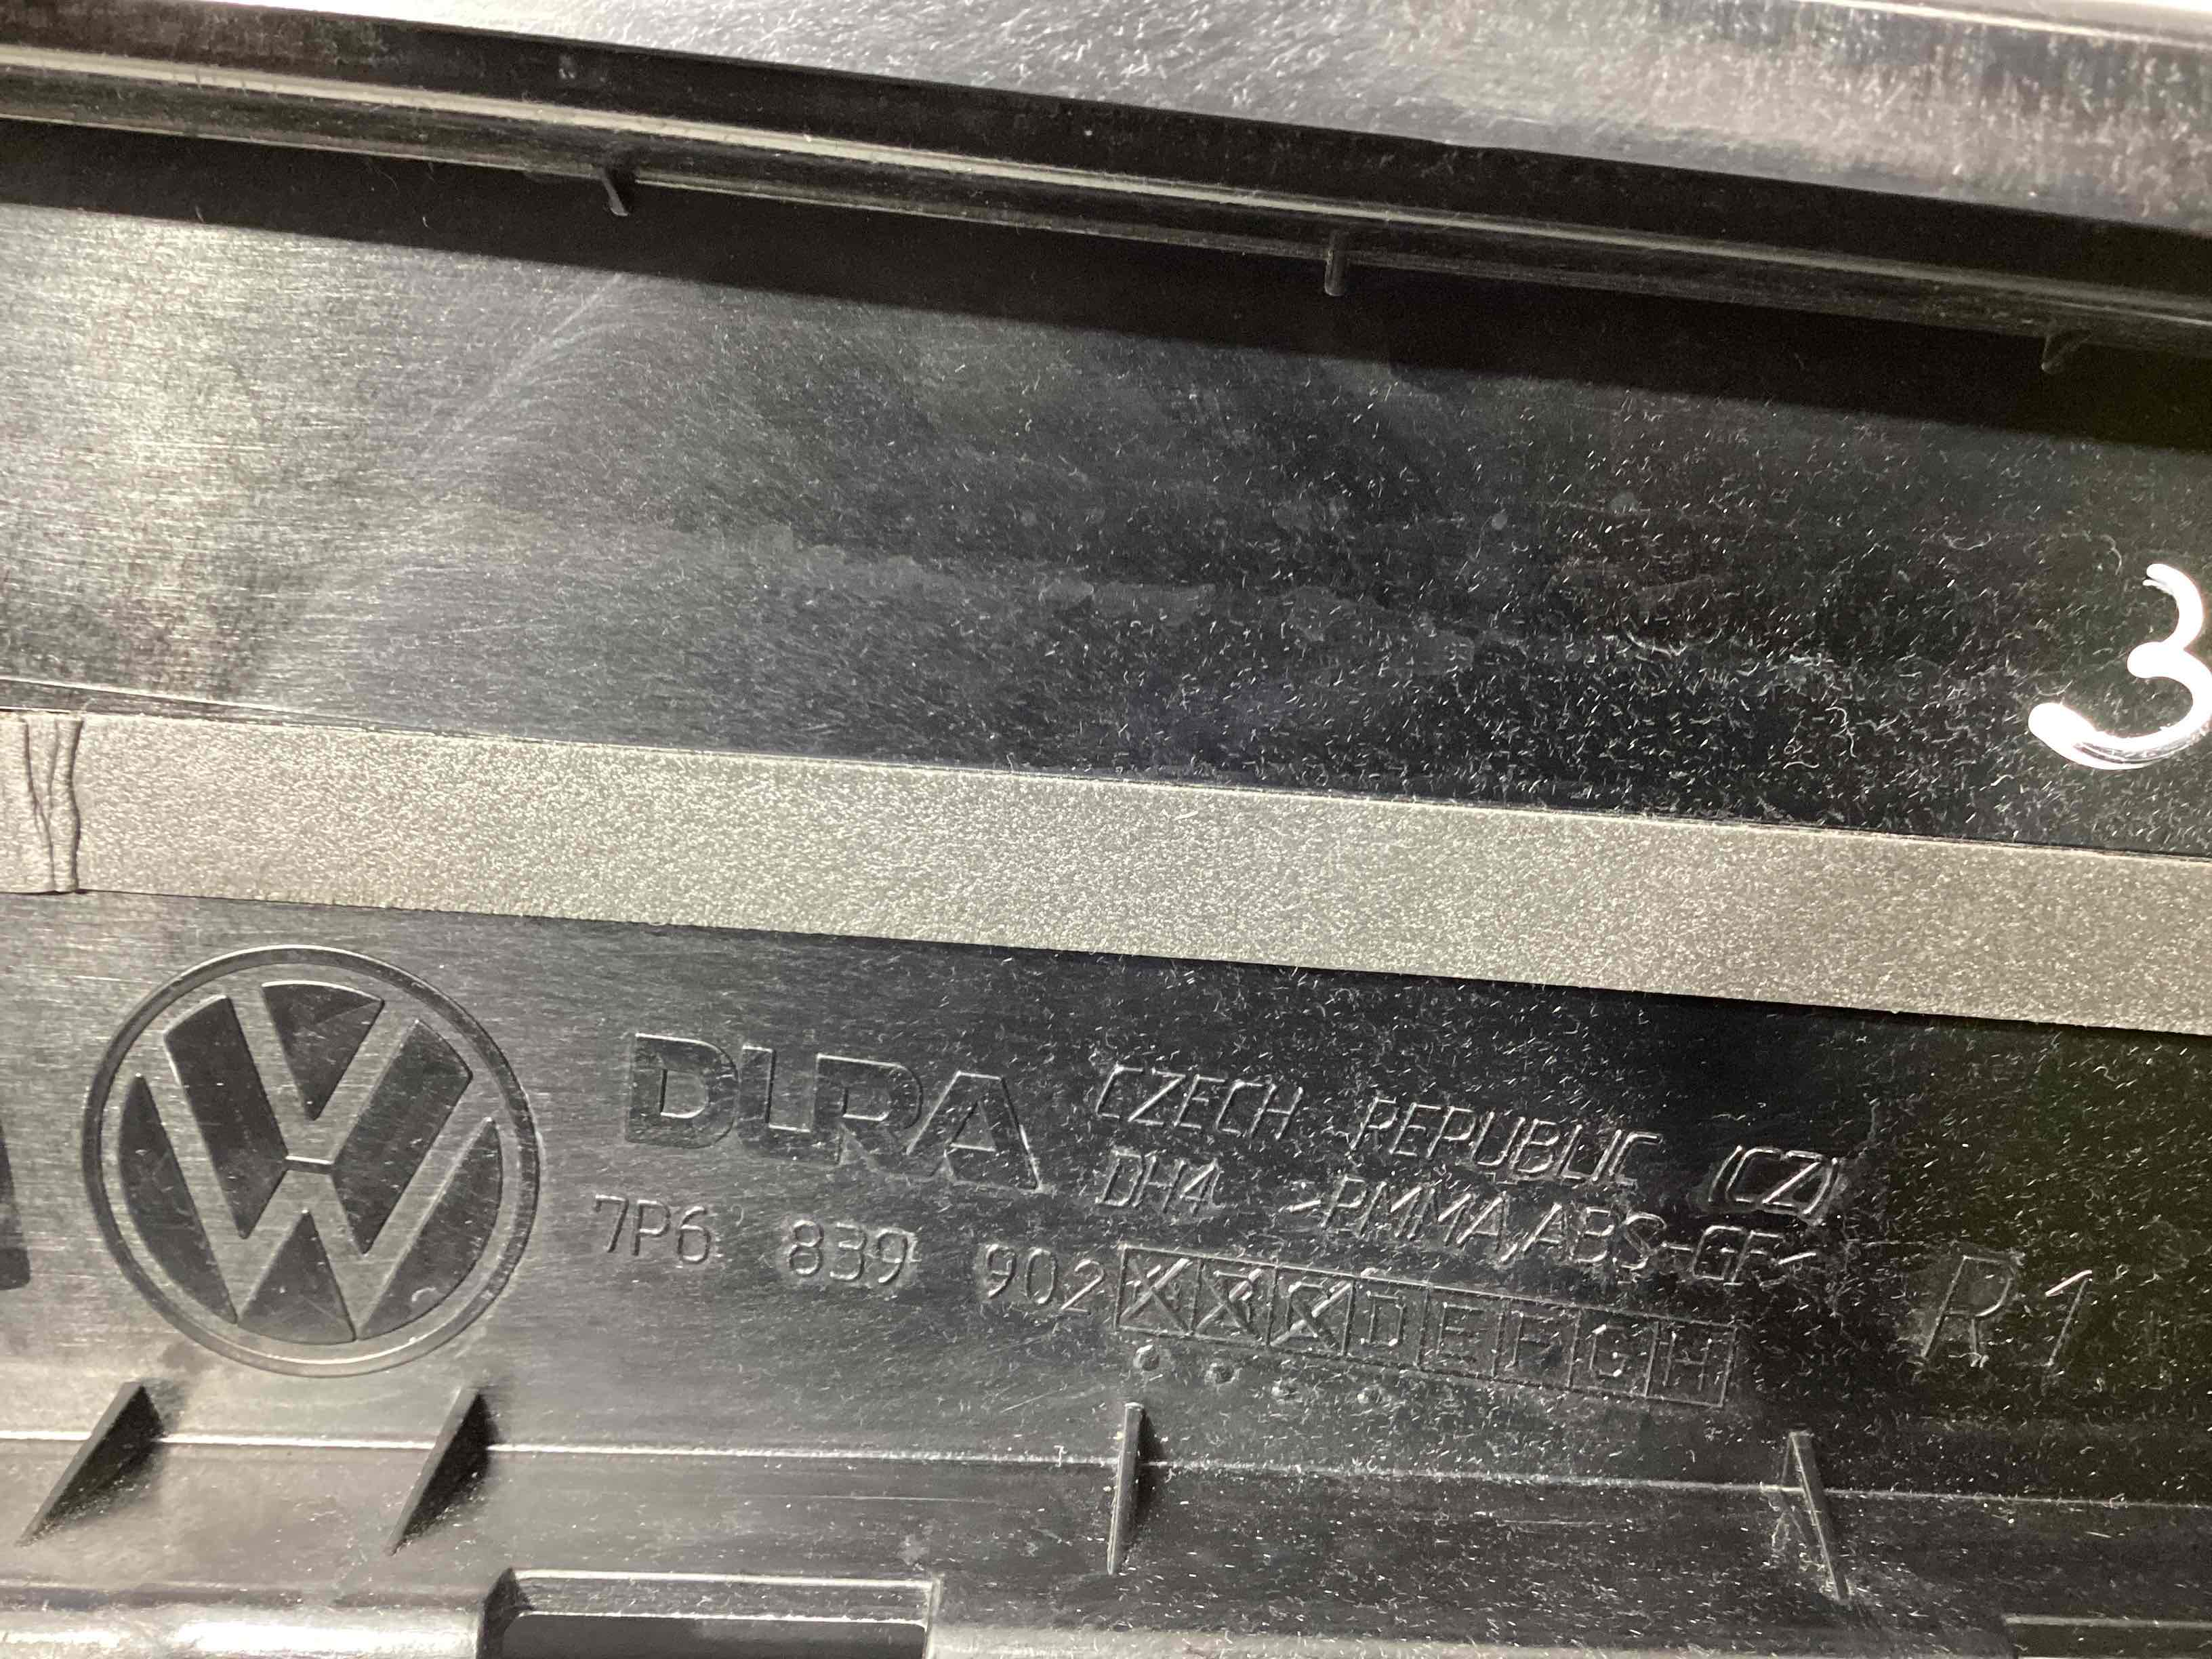 3
DURA CZECH REPUBLIC (CZ)
DH4 >PMMA,ABS-GF<
7P6 839 902 D E F G H
R1